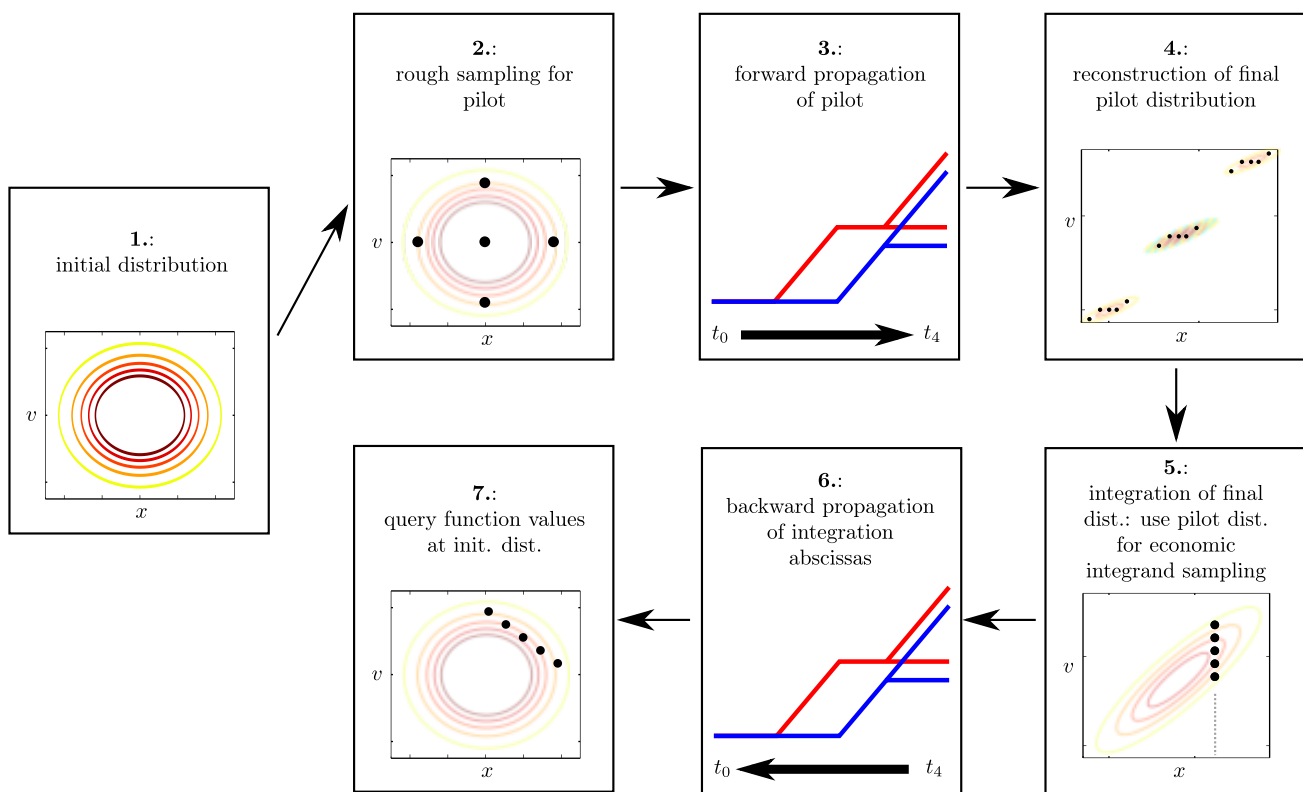 1.:
initial distribution
v
x
2.:
rough sampling for
pilot
v
x
3.:
forward propagation
of pilot
t0 t4
4.:
reconstruction of final
pilot distribution
v
x
5.:
integration of final
dist.: use pilot dist.
for economic
integrand sampling
v
x
6.:
backward propagation
of integration
abscissas
t0 t4
7.:
query function values
at init. dist.
v
x